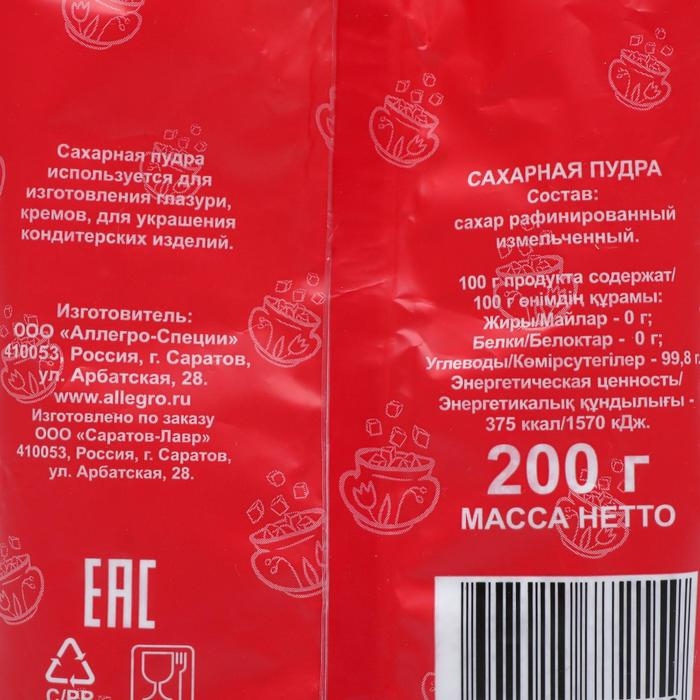 Сахарная пудра
используется для
изготовления глазури,
кремов, для украшения
кондитерских изделий.
Изготовитель:
ООО «Аллегро-Специи»
410053, Россия, г. Саратов,
ул. Арбатская, 28.
www.allegro.ru
Изготовлено по заказу
ООО «Саратов-Лавр»
410053, Россия, г. Саратов,
ул. Арбатская, 28.
EAC
C/PP
САХАРНАЯ ПУДРА
Состав:
сахар рафинированный
измельченный.
100 г продукта содержат/
100 г өнімдің құрамы:
Жиры/Майлар - 0 г;
Белки/Белоктар - 0 г;
Углеводы/Көмірсутегілер - 99,8 г.
Энергетическая ценность/
Энергетикалық құндылығы -
375 ккал/1570 кДж.
200 г
МАССА НЕТТО